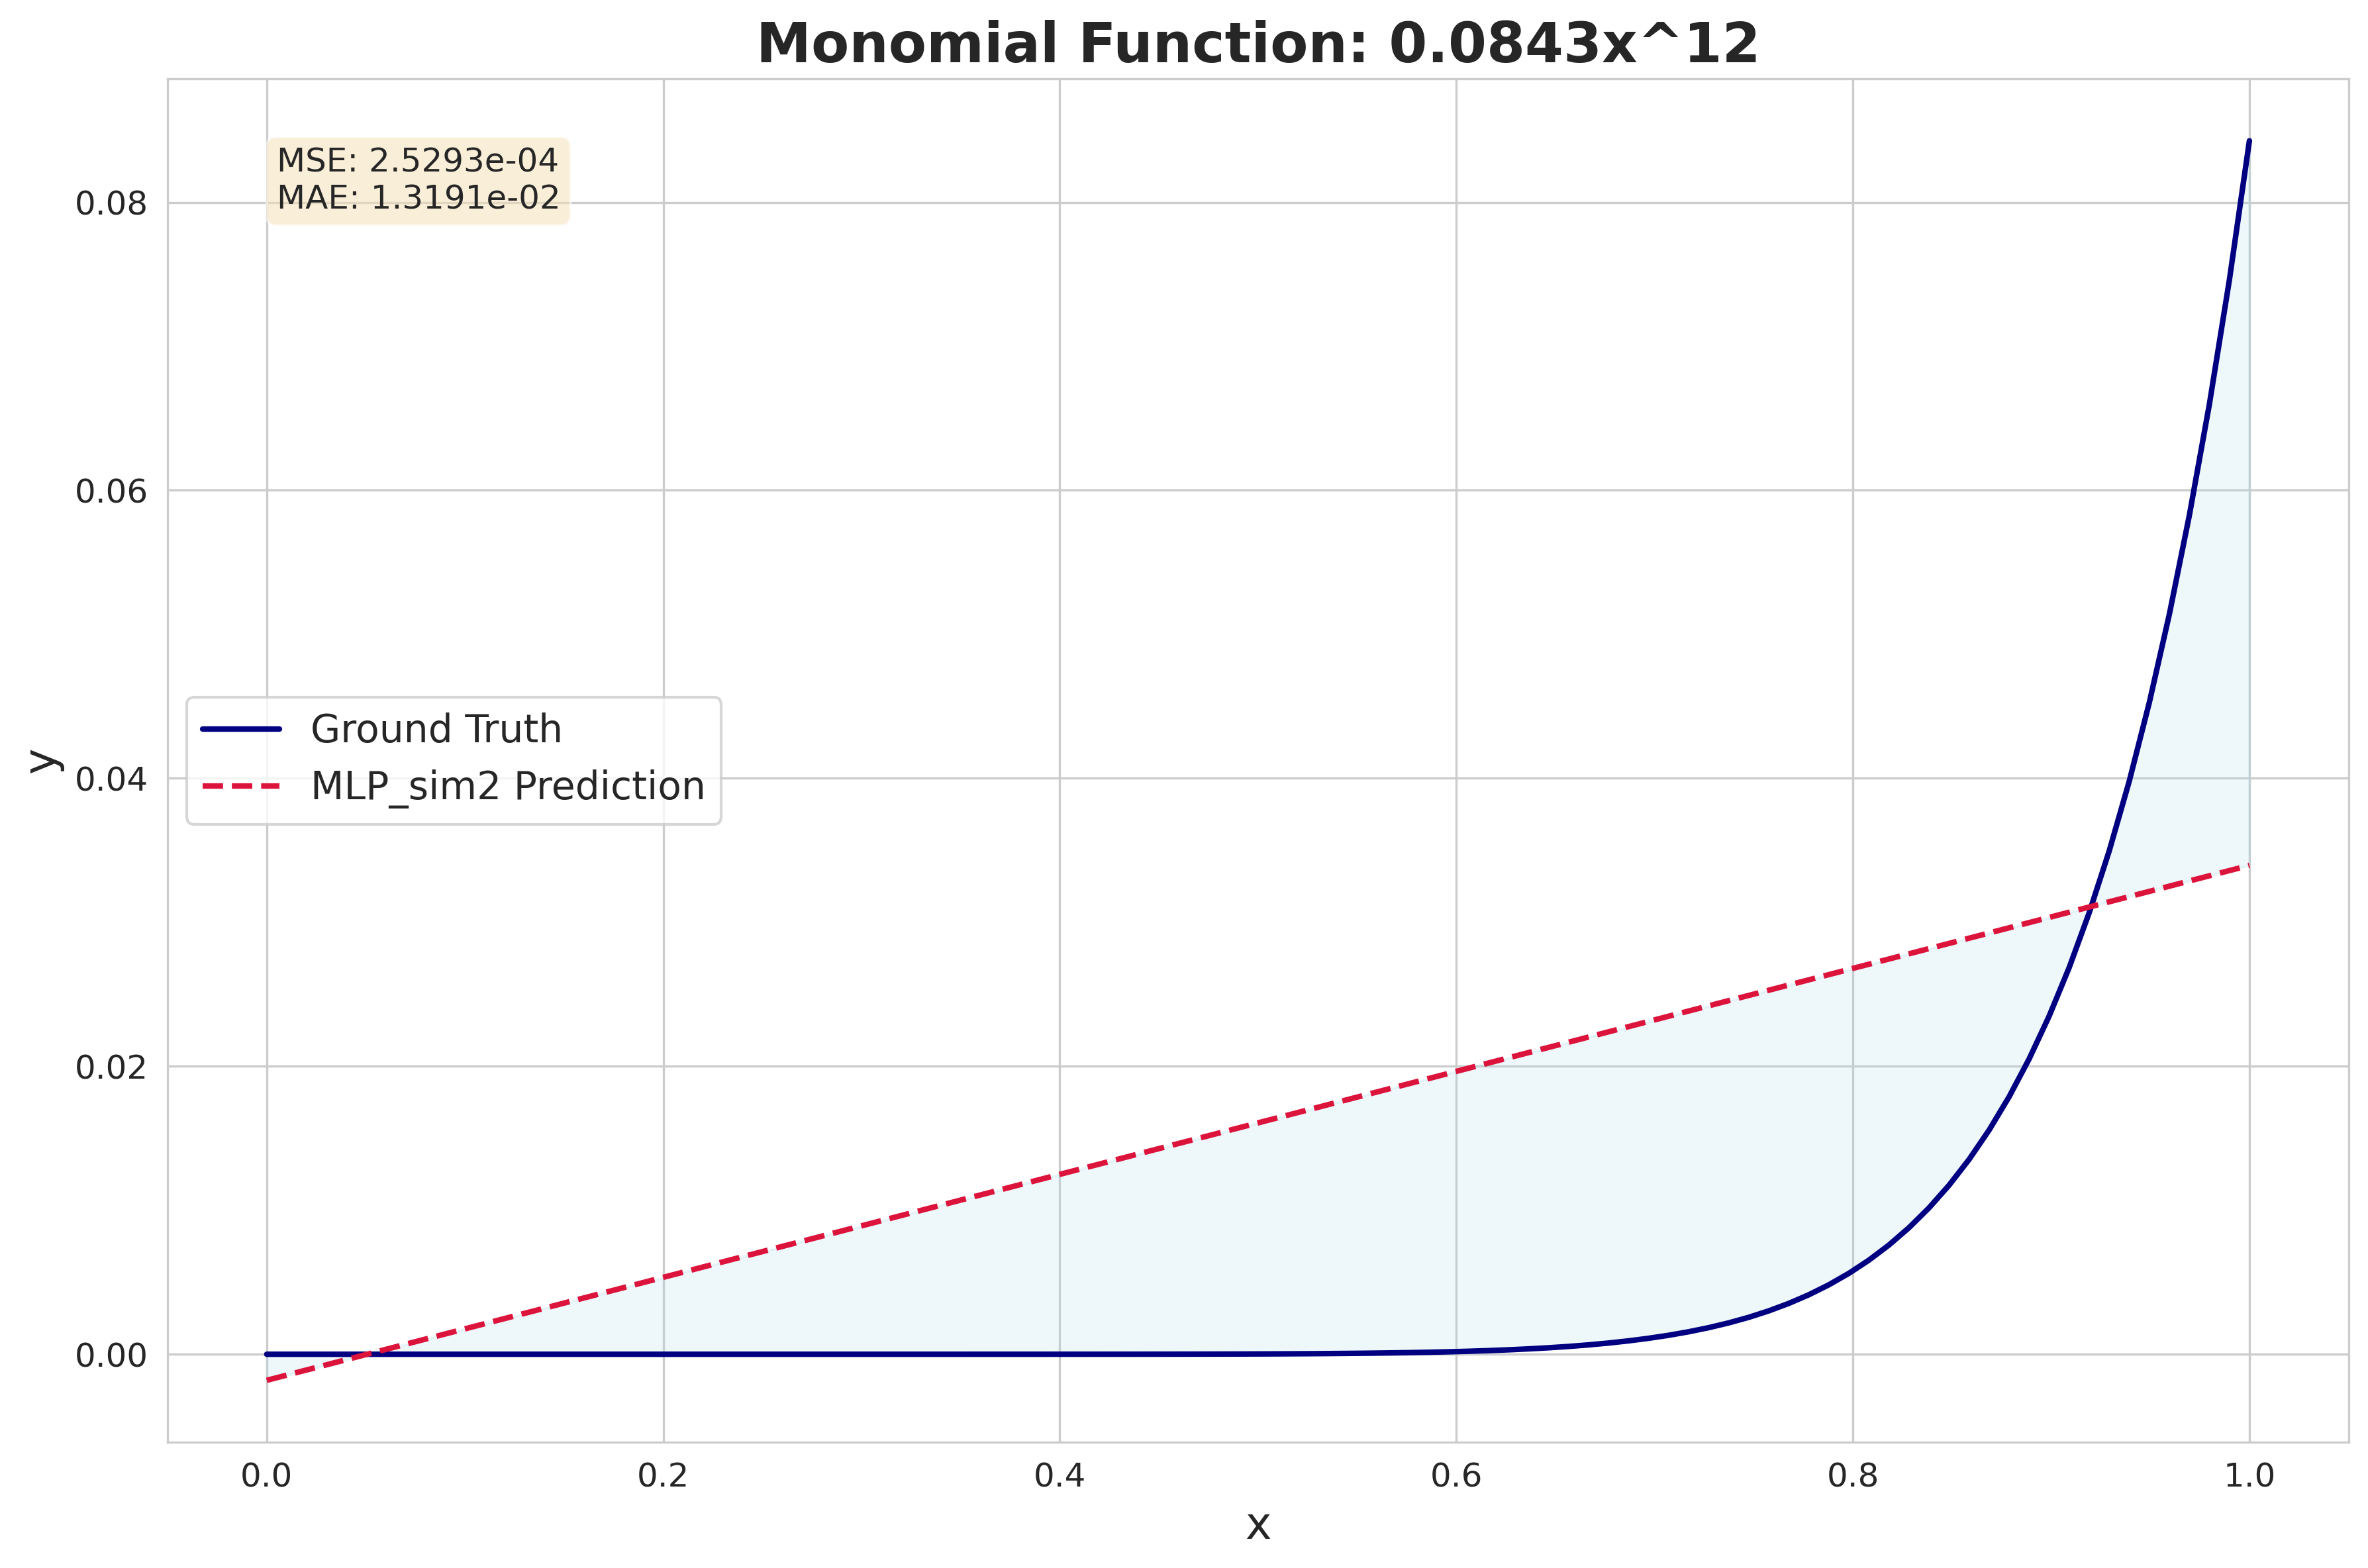 Monomial Function: 0.0843x^12
MSE: 2.5293e-04
MAE: 1.3191e-02
0.08
0.06
0.04
0.02
0.00
y
Ground Truth
MLP_sim2 Prediction
0.0 0.2 0.4 0.6 0.8 1.0
x